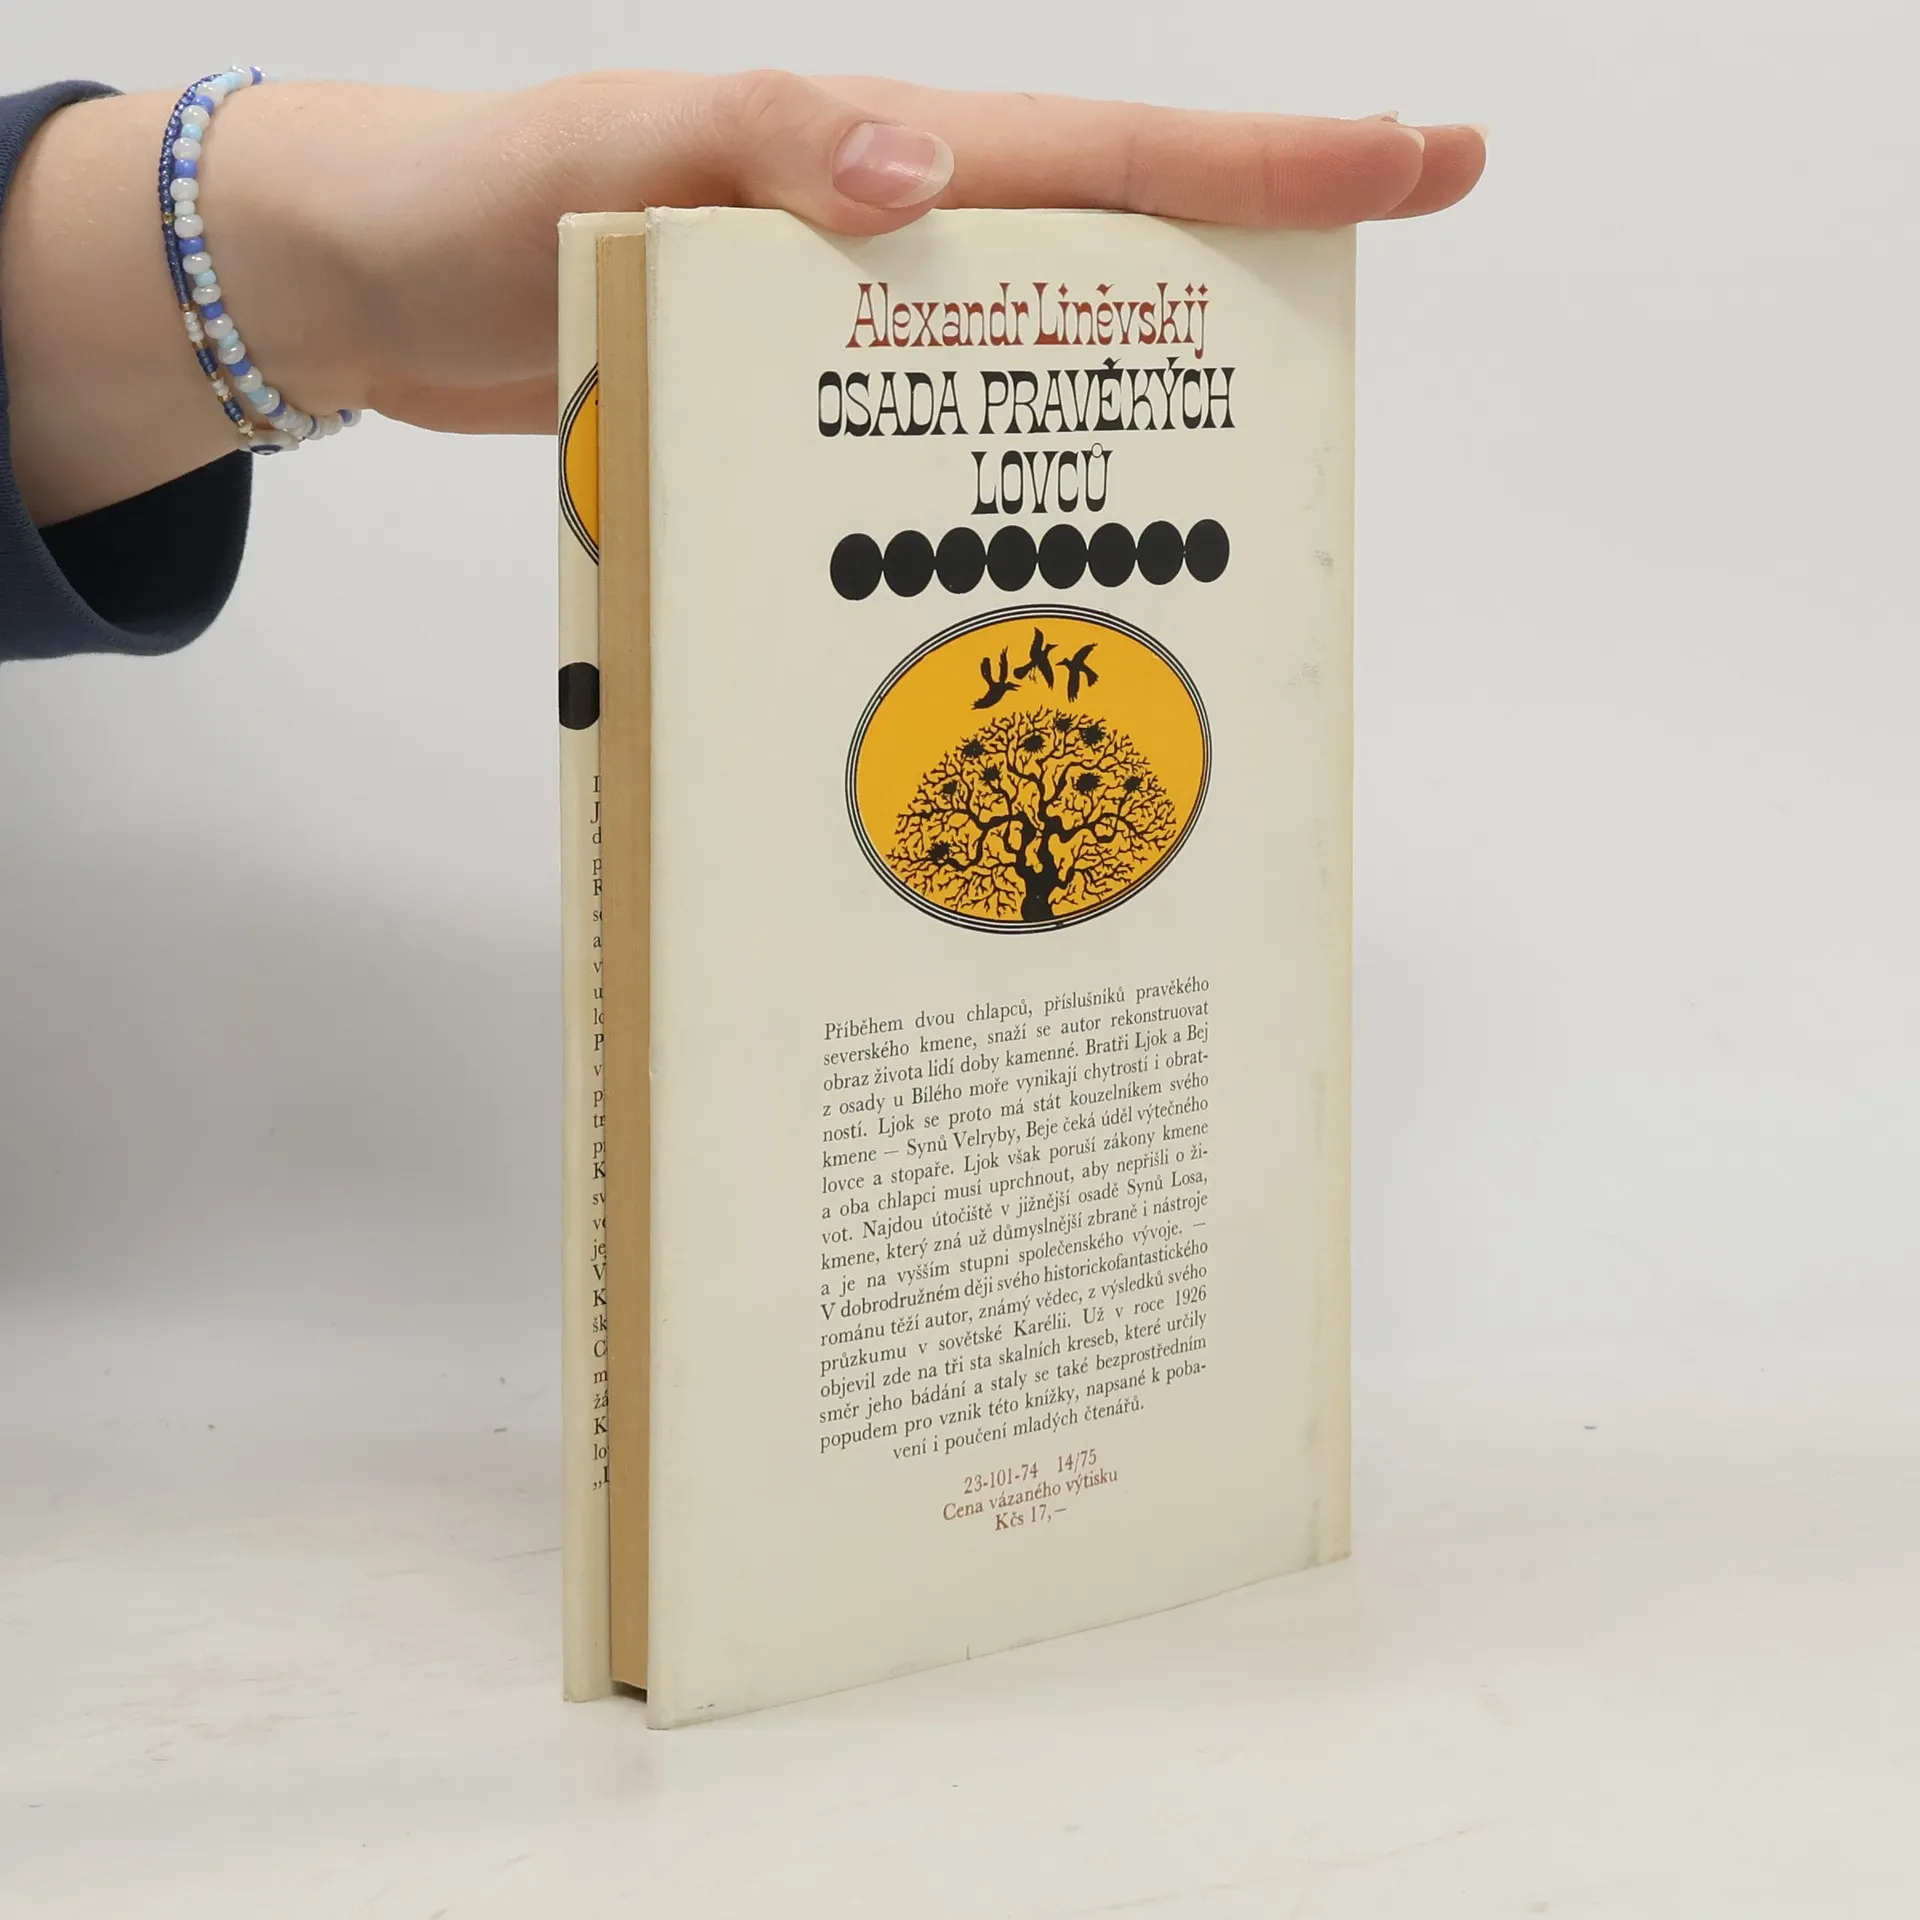 Alexandr Liněvskij
OSADA PRAVĚKÝCH
LOVCŮ
Příběhem dvou chlapců, příslušníků pravěkého
severského kmene, snaží se autor rekonstruovat
obraz života lidí doby kamenné. Bratři Ljok a Bej
z osady u Bílého moře vynikají chytrostí i obrat-
ností. Ljok se proto má stát kouzelníkem svého
kmene — Synů Velryby, Beje čeká úděl výtečného
lovce a stopaře. Ljok však poruší zákony kmene
a oba chlapci musí uprchnout, aby nepřišli o ži-
vot. Najdou útočiště v jižnější osadě Synů Losa,
kmene, který zná už důmyslnější zbraně i nástroje
a je na vyšším stupni společenského vývoje. —
V dobrodružném ději svého historickofantastického
románu těží autor, známý vědec, z výsledků svého
průzkumu v sovětské Karélii. Už v roce 1926
objevil zde na tři sta skalních kreseb, které určily
směr jeho bádání a staly se také bezprostředním
popudem pro vznik této knížky, napsané k poba-
vení i poučení mladých čtenářů.
23-101-74 14/75
Cena vázaného výtisku
Kčs 17,—